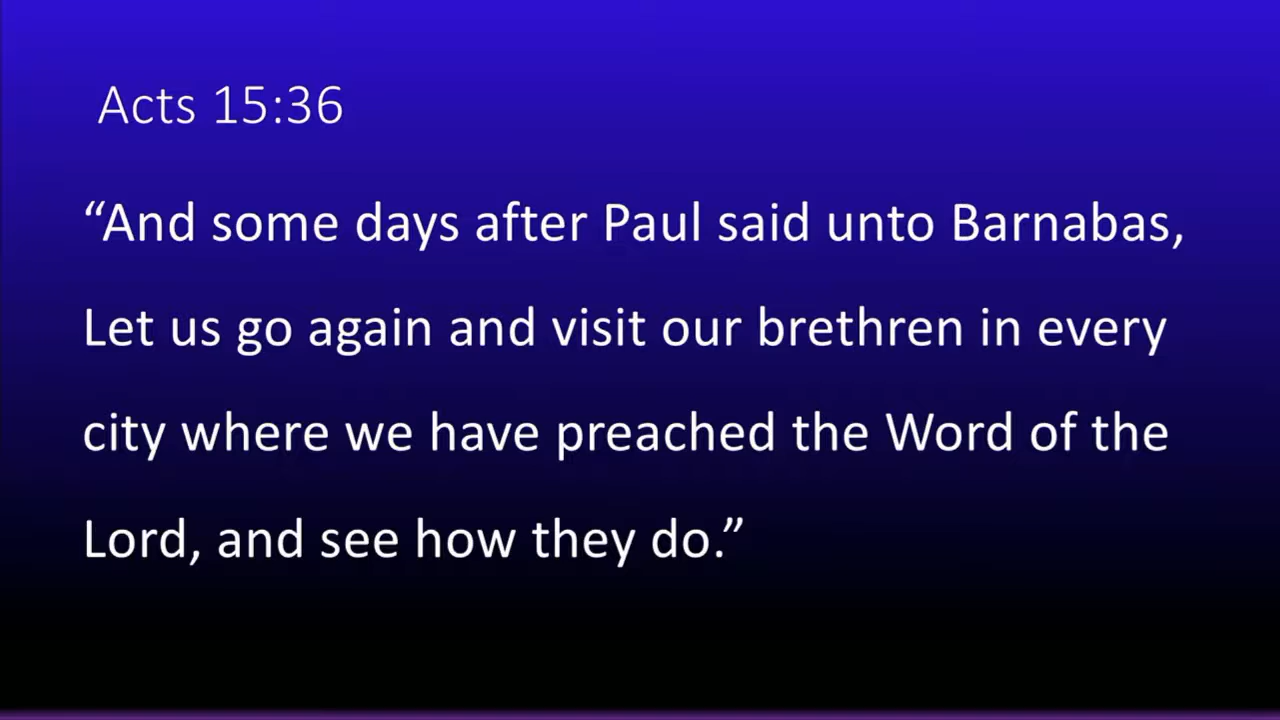 Acts 15:36
“And some days after Paul said unto Barnabas,
Let us go again and visit our brethren in every
city where we have preached the Word of the
Lord, and see how they do.”